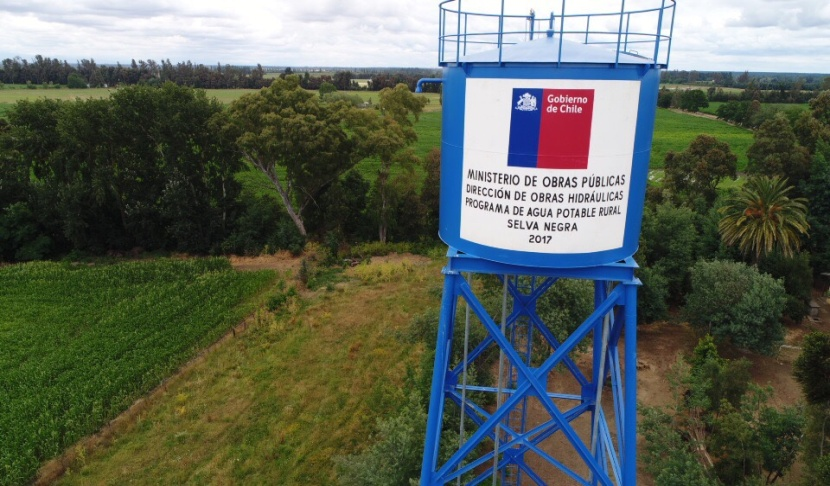 Gobierno
de Chile
MINISTERIO DE OBRAS PÚBLICAS
DIRECCIÓN DE OBRAS HIDRÁULICAS
PROGRAMA DE AGUA POTABLE RURAL
SELVA NEGRA
2017